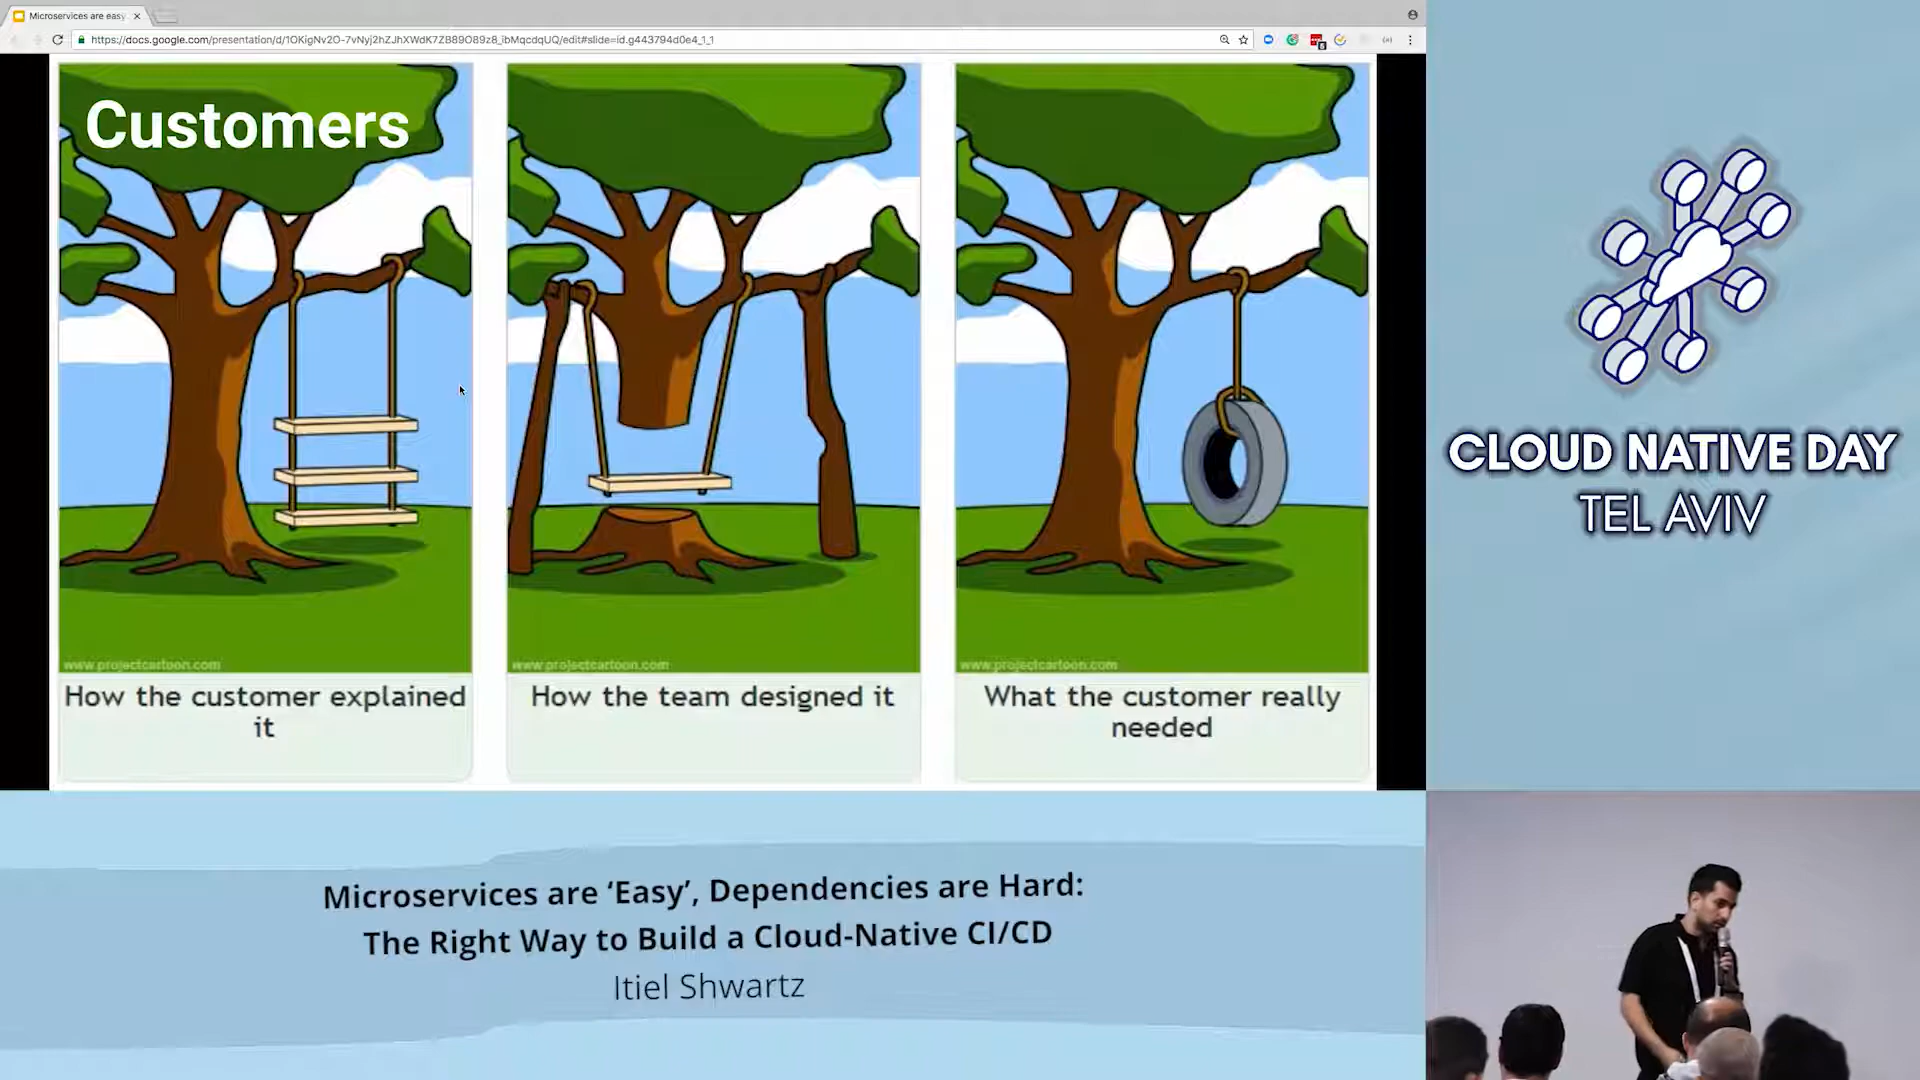 Microservices are easy
https://docs.google.com/presentation/d/1OKigNv2O-7vNyj2hZJhXWdK7ZB89O89z8_ibMqcdqUQ/edit#slide=id.g443794d0e4_1_1
Customers
www.projectcartoon.com
www.projectcartoon.com
www.projectcartoon.com
How the customer explained
it
How the team designed it
What the customer really
needed
CLOUD NATIVE DAY
TEL AVIV
Microservices are ‘Easy’, Dependencies are Hard:
The Right Way to Build a Cloud-Native CI/CD
Itiel Shwartz